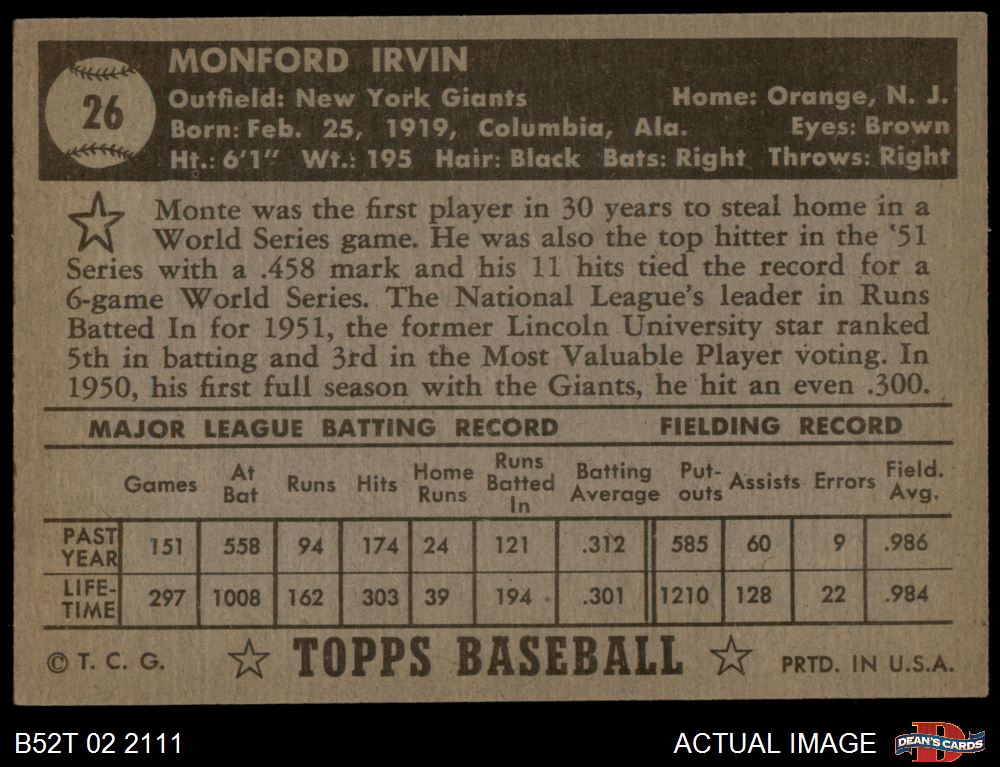 26
MONFORD IRVIN
Outfield: New York Giants Home: Orange, N. J.
Born: Feb. 25, 1919, Columbia, Ala. Eyes: Brown
Ht.: 6'1" Wt.: 195 Hair: Black Bats: Right Throws: Right
Monte was the first player in 30 years to steal home in a
World Series game. He was also the top hitter in the '51
Series with a .458 mark and his 11 hits tied the record for a
6-game World Series. The National League's leader in Runs
Batted In for 1951, the former Lincoln University star ranked
5th in batting and 3rd in the Most Valuable Player voting. In
1950, his first full season with the Giants, he hit an even .300.
MAJOR LEAGUE BATTING RECORD FIELDING RECORD
Games At Bat Runs Hits Home Runs Runs Batted In Batting Average Put-outs Assists Errors Field. Avg.
PAST YEAR 151 558 94 174 24 121 .312 585 60 9 .986
LIFE-TIME 297 1008 162 303 39 194 .301 1210 128 22 .984
© T. C. G. TOPPS BASEBALL PRTD. IN U.S.A.
B52T 02 2111 ACTUAL IMAGE DEAN'S CARDS